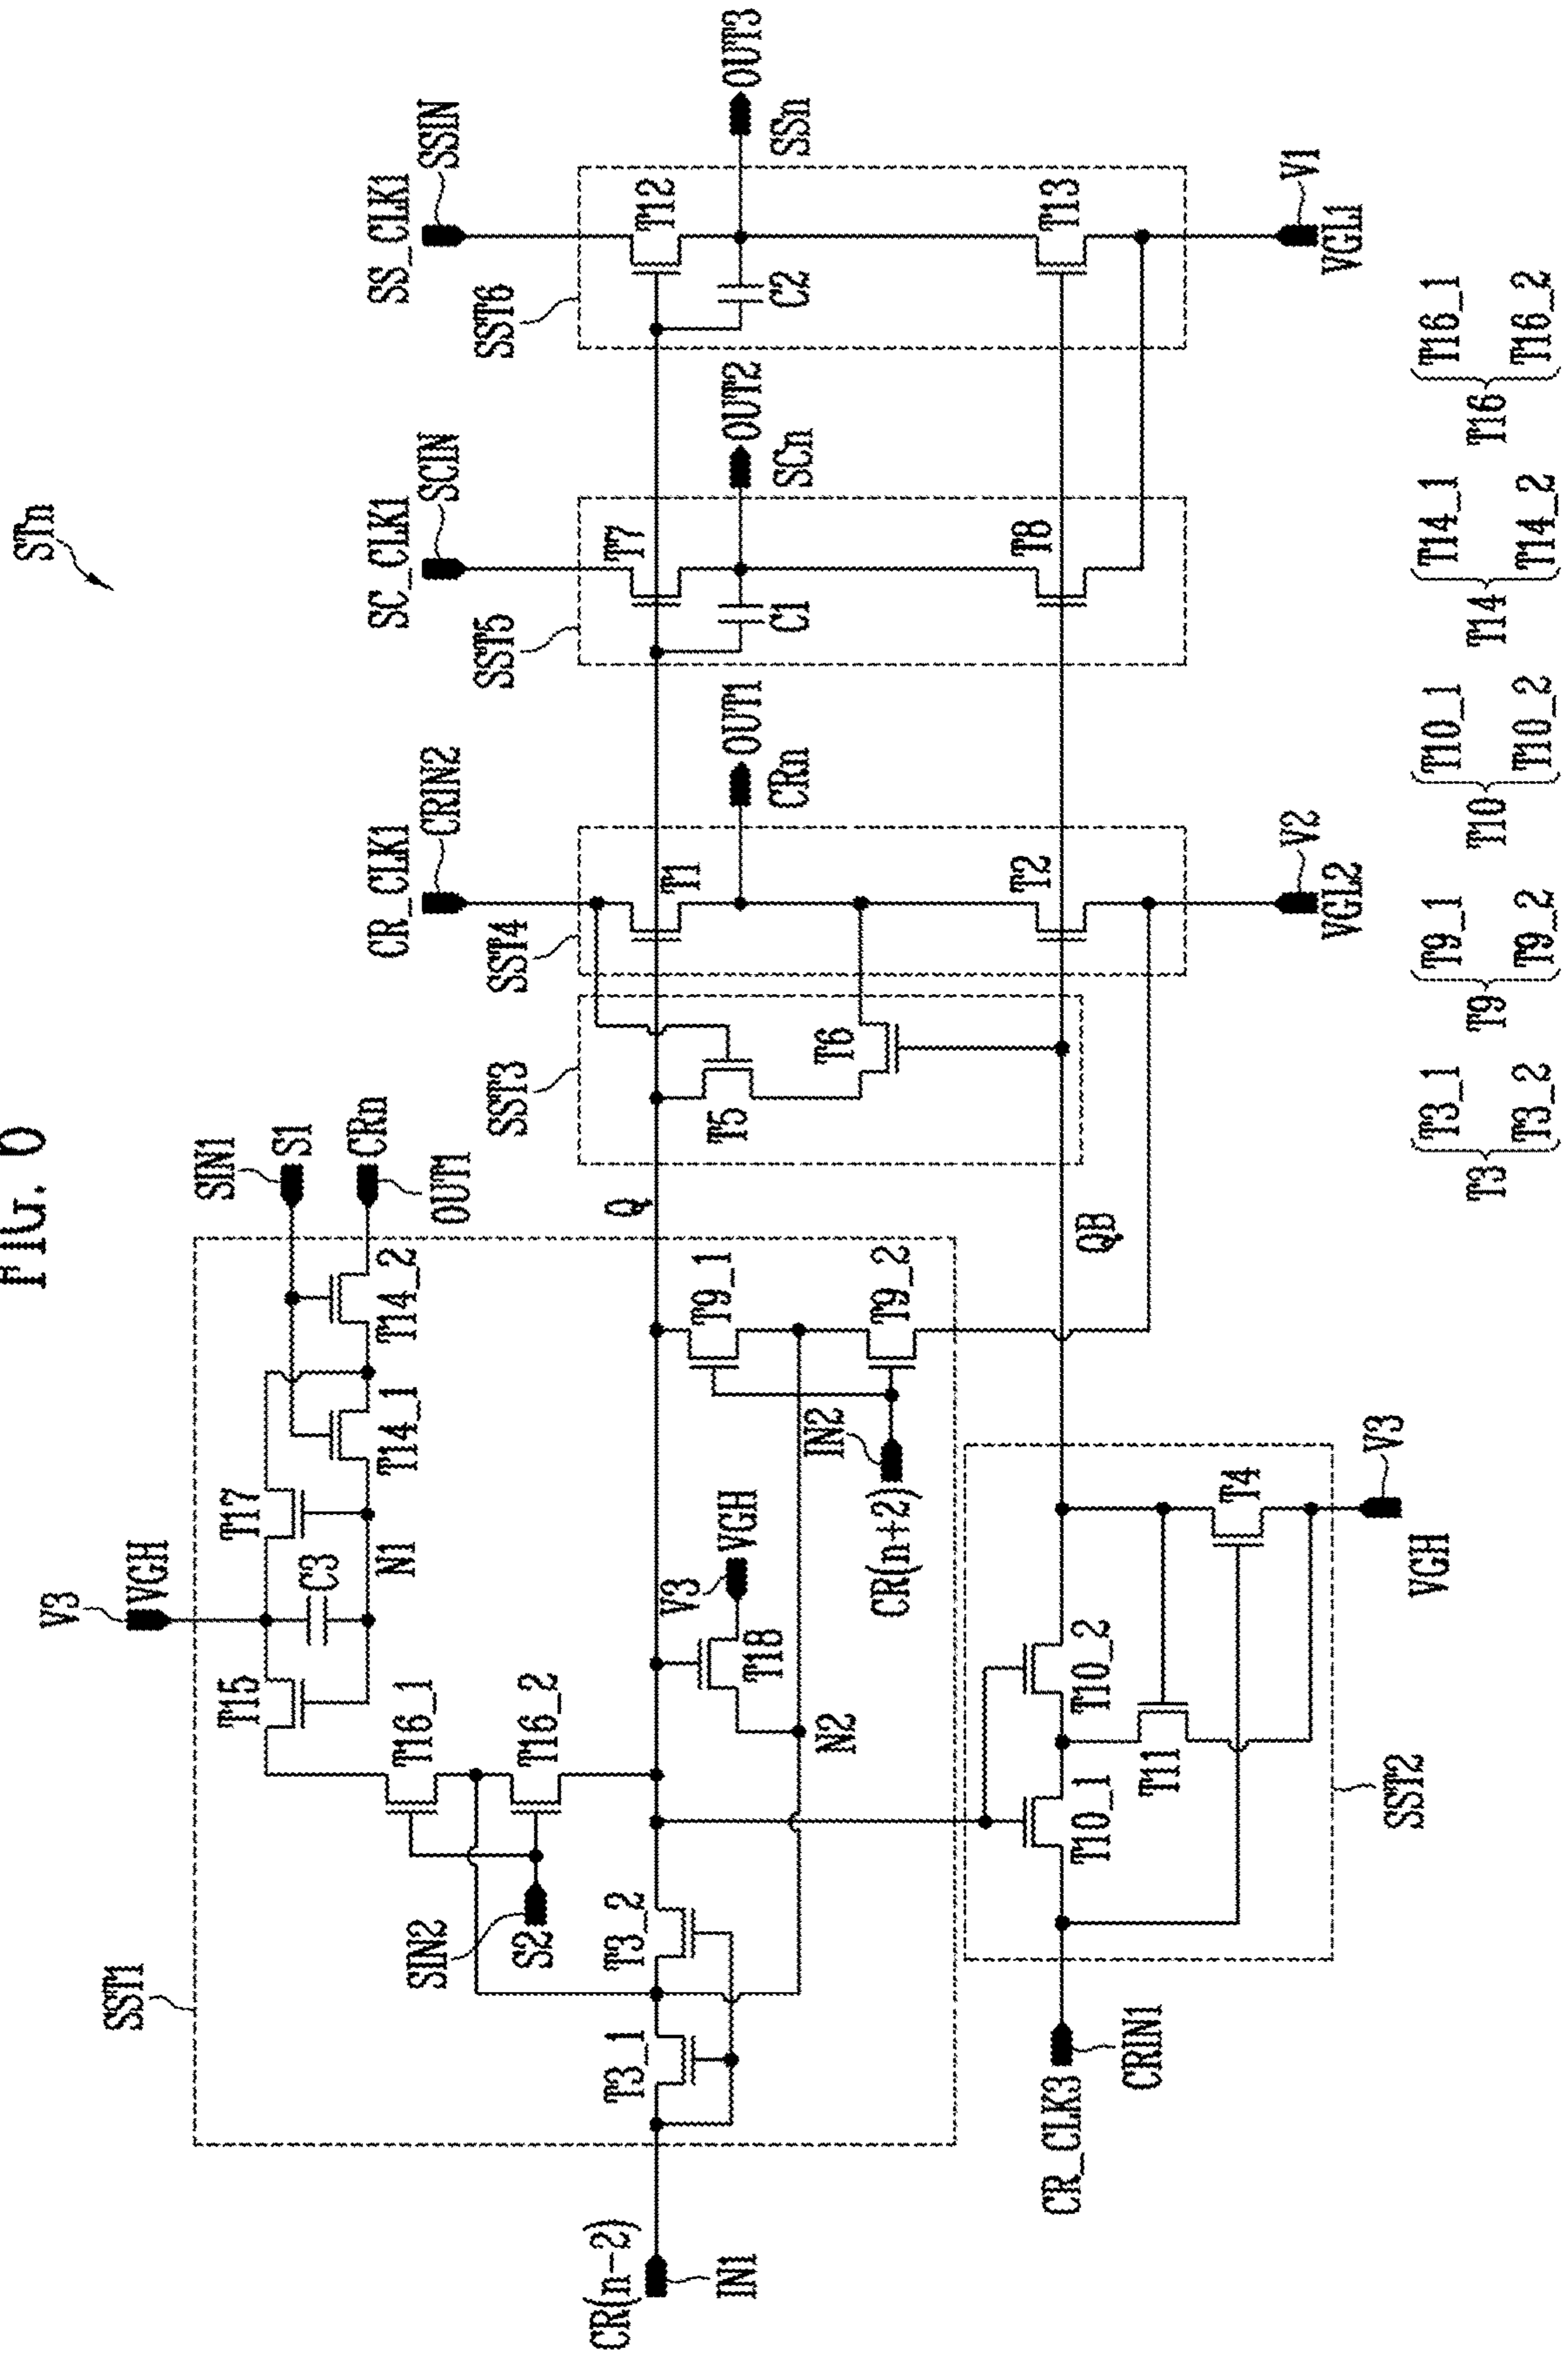 STn
SS_CLK1
SSIN
OUT3
SSn
SST6
T12
C2
T13
V1
VGL1
SC_CLK1
SCIN
OUT2
SCn
SST5
T7
C1
T8
CR_CLK1
CRIN2
OUT1
CRn
SST4
T1
T2
V2
VGL2
SST3
T5
T6
SIN1
S1
CRn
OUT1
Q
QB
T14_2
T14_1
T17
C3
N1
V3
VGH
T15
T16_1
T16_2
SIN2
S2
T9_1
T9_2
IN2
CR(n+2)
V3
VGH
T18
N2
T3_2
T3_1
SST1
CR(n-2)
IN1
T10_2
T10_1
T11
T4
V3
VGH
SST2
CR_CLK3
CRIN1
T3
T3_1
T3_2
T9
T9_1
T9_2
T10
T10_1
T10_2
T14
T14_1
T14_2
T16
T16_1
T16_2